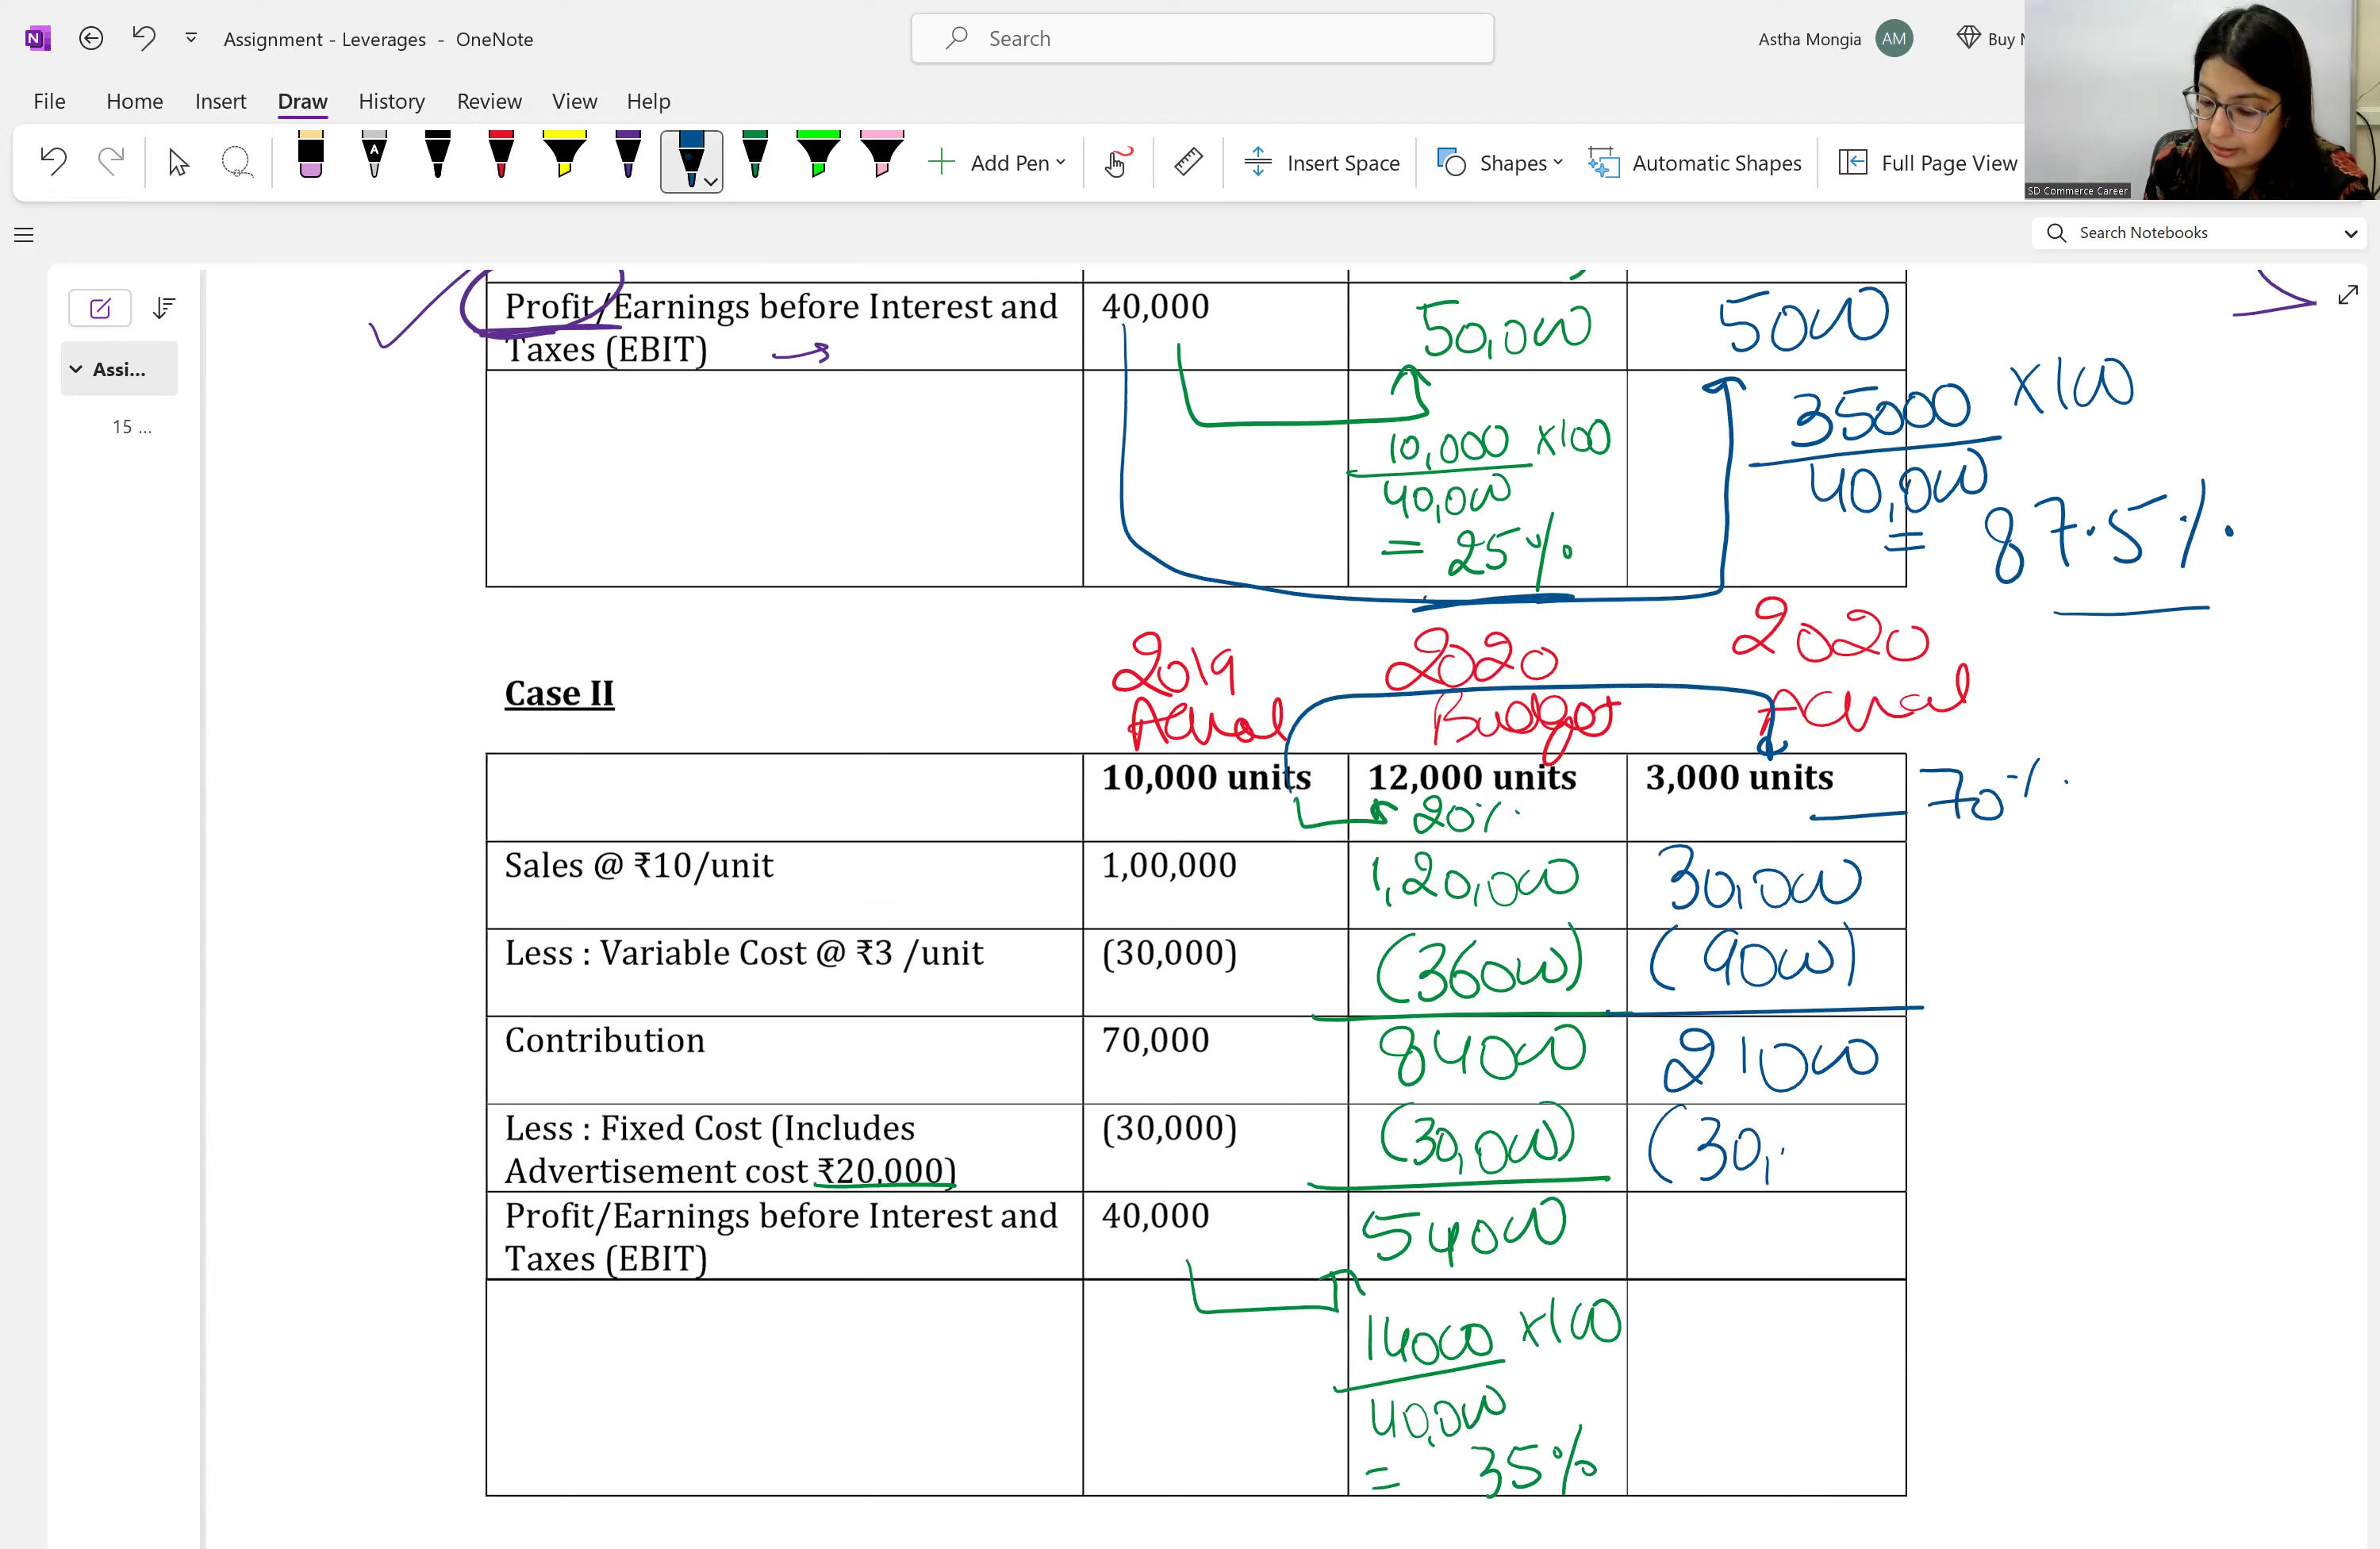 Assignment - Leverages - OneNote
Search
Astha Mongia AM
Buy
File Home Insert Draw History Review View Help
Add Pen Insert Space Shapes Automatic Shapes Full Page View
SD Commerce Career
Search Notebooks
Assi...
15 ...
Profit/Earnings before Interest and Taxes (EBIT) 40,000 50,000 5000
10,000 ×100
40,000
= 25%
35000 ×100
40,000
= 87.5%
Case II
2019 Actual
2020 Budget
2020 Actual
10,000 units 12,000 units 3,000 units
20%
70%
Sales @ ₹10/unit 1,00,000 1,20,000 30,000
Less : Variable Cost @ ₹3 /unit (30,000) (36000) (9000)
Contribution 70,000 84000 21000
Less : Fixed Cost (Includes Advertisement cost ₹20,000) (30,000) (30,000) (30,
Profit/Earnings before Interest and Taxes (EBIT) 40,000 54000
14000 ×100
40,000
= 35%